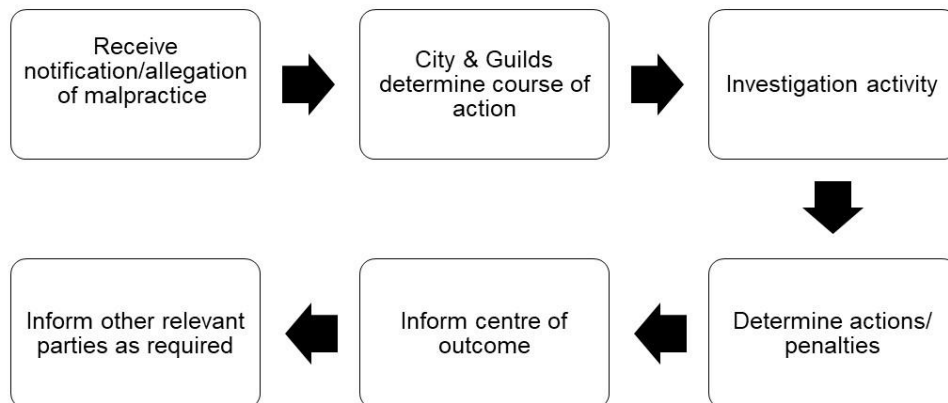 Receive
notification/allegation
of malpractice
City & Guilds
determine course of
action
Investigation activity
Determine actions/
penalties
Inform centre of
outcome
Inform other relevant
parties as required